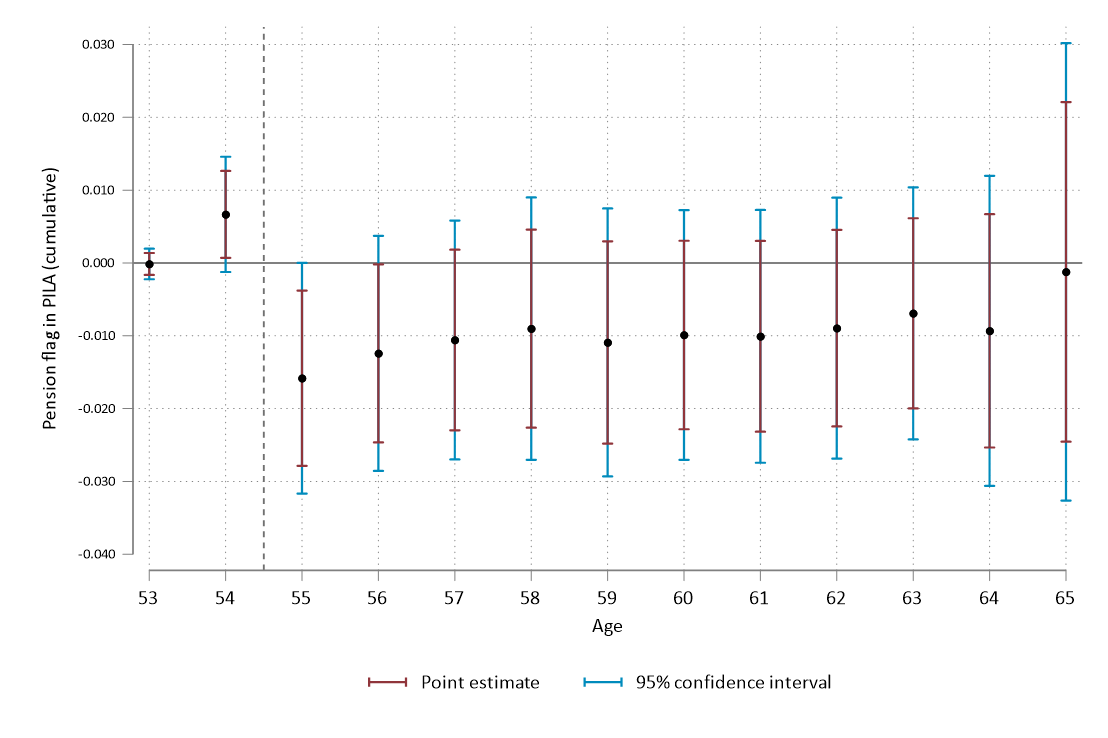 Pension flag in PILA (cumulative)
0.030
0.020
0.010
0.000
-0.010
-0.020
-0.030
-0.040
53 54 55 56 57 58 59 60 61 62 63 64 65
Age
Point estimate 95% confidence interval